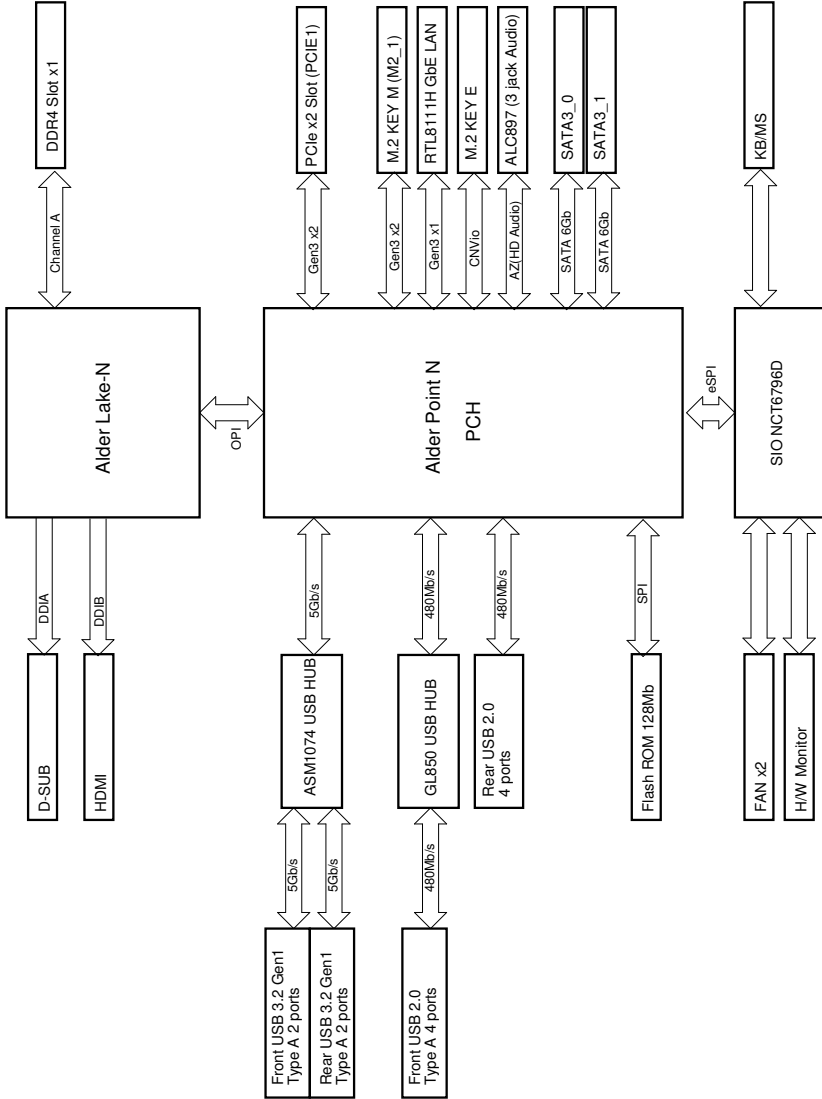 DDR4 Slot x1
Channel A
Alder Lake-N
DDIA
DDIB
D-SUB
HDMI
OPI
PCIe x2 Slot (PCIE1)
Gen3 x2
M.2 KEY M (M2_1)
Gen3 x2
RTL8111H GbE LAN
Gen3 x1
M.2 KEY E
CNVio
ALC897 (3 jack Audio)
AZ(HD Audio)
SATA3_0
SATA 6Gb
SATA3_1
SATA 6Gb
Alder Point N
PCH
5Gb/s
ASM1074 USB HUB
5Gb/s
5Gb/s
Front USB 3.2 Gen1
Type A 2 ports
Rear USB 3.2 Gen1
Type A 2 ports
480Mb/s
GL850 USB HUB
480Mb/s
Front USB 2.0
Type A 4 ports
480Mb/s
Rear USB 2.0
4 ports
SPI
Flash ROM 128Mb
eSPI
KB/MS
SIO NCT6796D
FAN x2
H/W Monitor